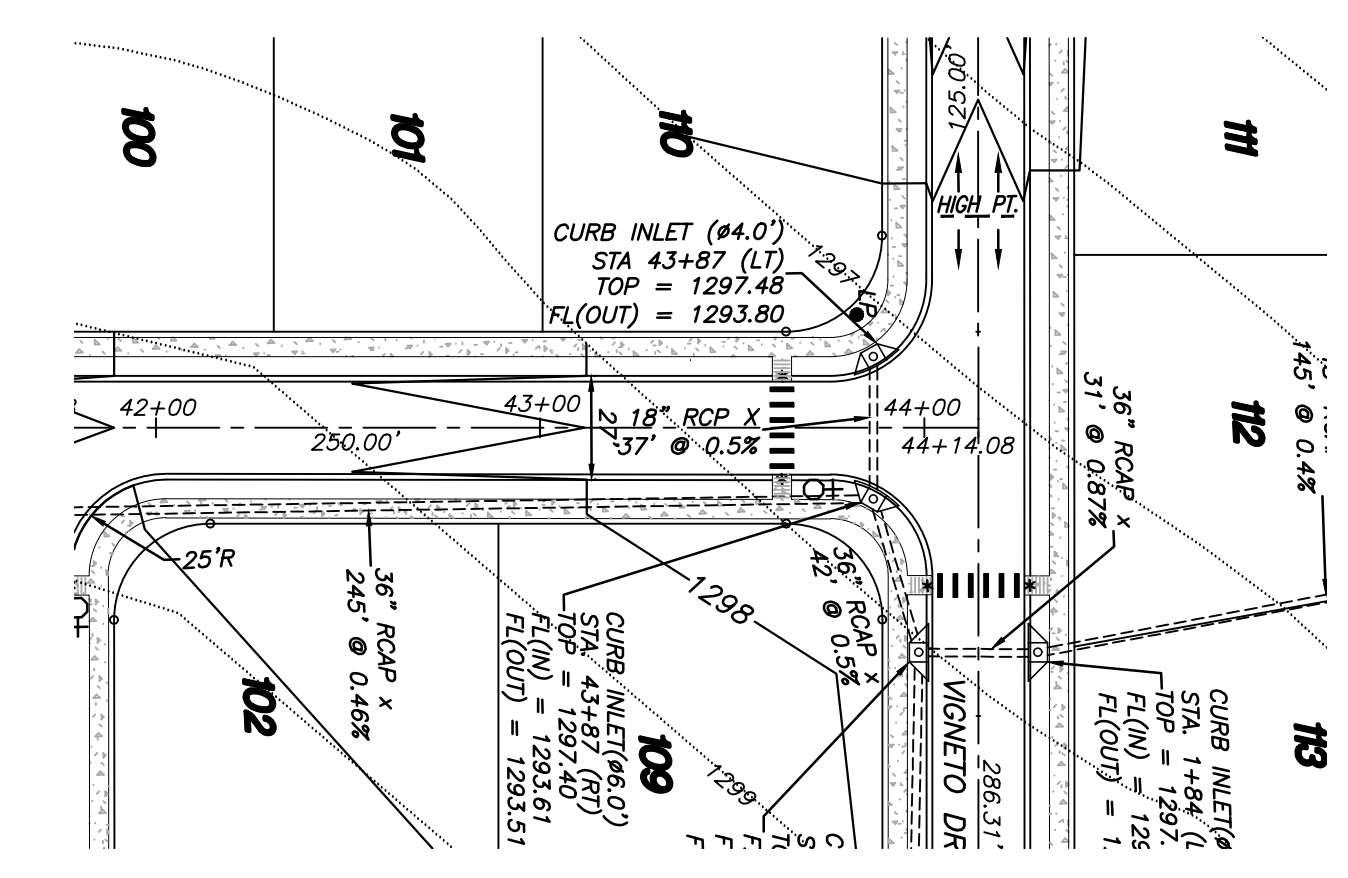 100
101
110
111
125.00'
HIGH PT.
CURB INLET (ø4.0')
STA 43+87 (LT)
TOP = 1297.48
FL(OUT) = 1293.80
1297
LP
42+00
250.00'
43+00
27'
18" RCP X
37' @ 0.5%
44+00
44+14.08
36" RCAP X
31' @ 0.87%
112
145' @ 0.4%
25'R
36" RCAP X
245' @ 0.46%
1298
36" RCAP X
42' @ 0.5%
102
CURB INLET(ø6.0')
STA. 43+87 (RT)
TOP = 1297.40
FL(IN) = 1293.61
FL(OUT) = 1293.51
109
1299
VIGNETO DR
286.31'
CURB INLET(ø
STA. 1+84 (L
TOP = 1297.
FL(IN) = 129
FL(OUT) = 1
113